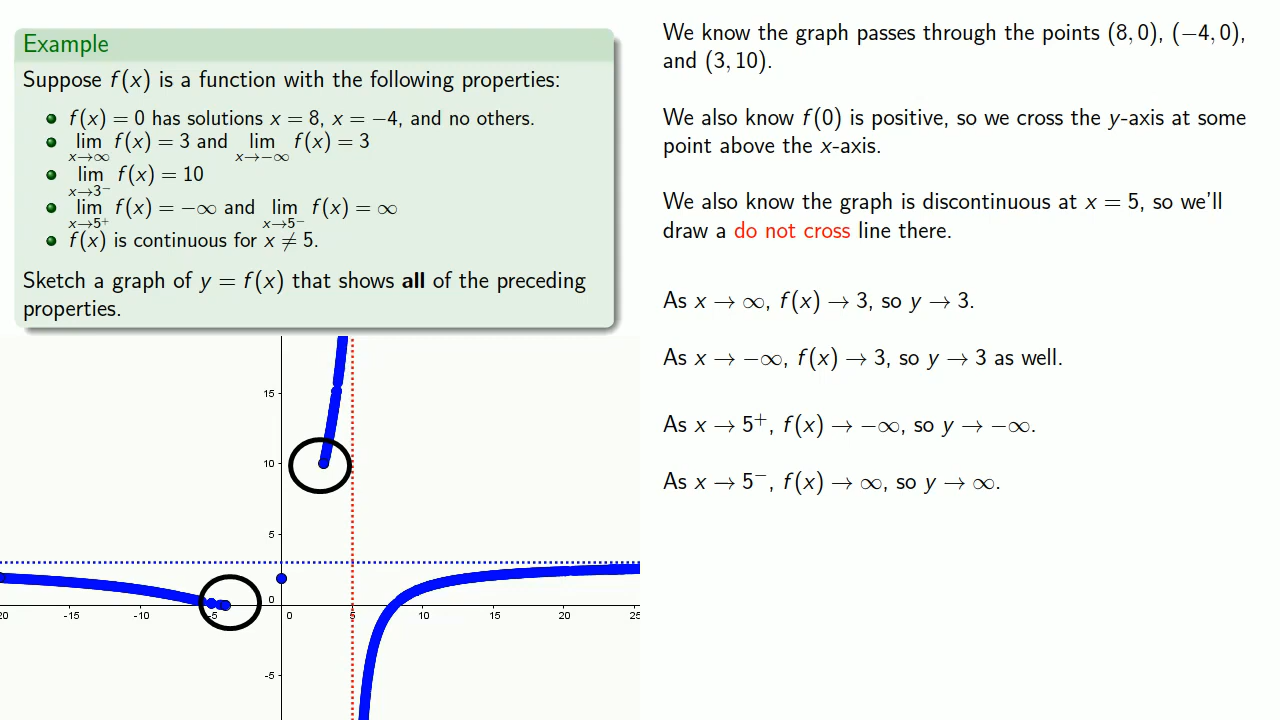 Example
Suppose f(x) is a function with the following properties:
f(x) = 0 has solutions x = 8, x = −4, and no others.
lim x→∞ f(x) = 3 and lim x→−∞ f(x) = 3
lim x→3⁻ f(x) = 10
lim x→5⁺ f(x) = −∞ and lim x→5⁻ f(x) = ∞
f(x) is continuous for x ≠ 5.
Sketch a graph of y = f(x) that shows all of the preceding
properties.
We know the graph passes through the points (8, 0), (−4, 0),
and (3, 10).
We also know f(0) is positive, so we cross the y-axis at some
point above the x-axis.
We also know the graph is discontinuous at x = 5, so we'll
draw a do not cross line there.
As x → ∞, f(x) → 3, so y → 3.
As x → −∞, f(x) → 3, so y → 3 as well.
As x → 5⁺, f(x) → −∞, so y → −∞.
As x → 5⁻, f(x) → ∞, so y → ∞.
15
10
5
0
20 -15 -10 -5 0 5 10 15 20 25
-5